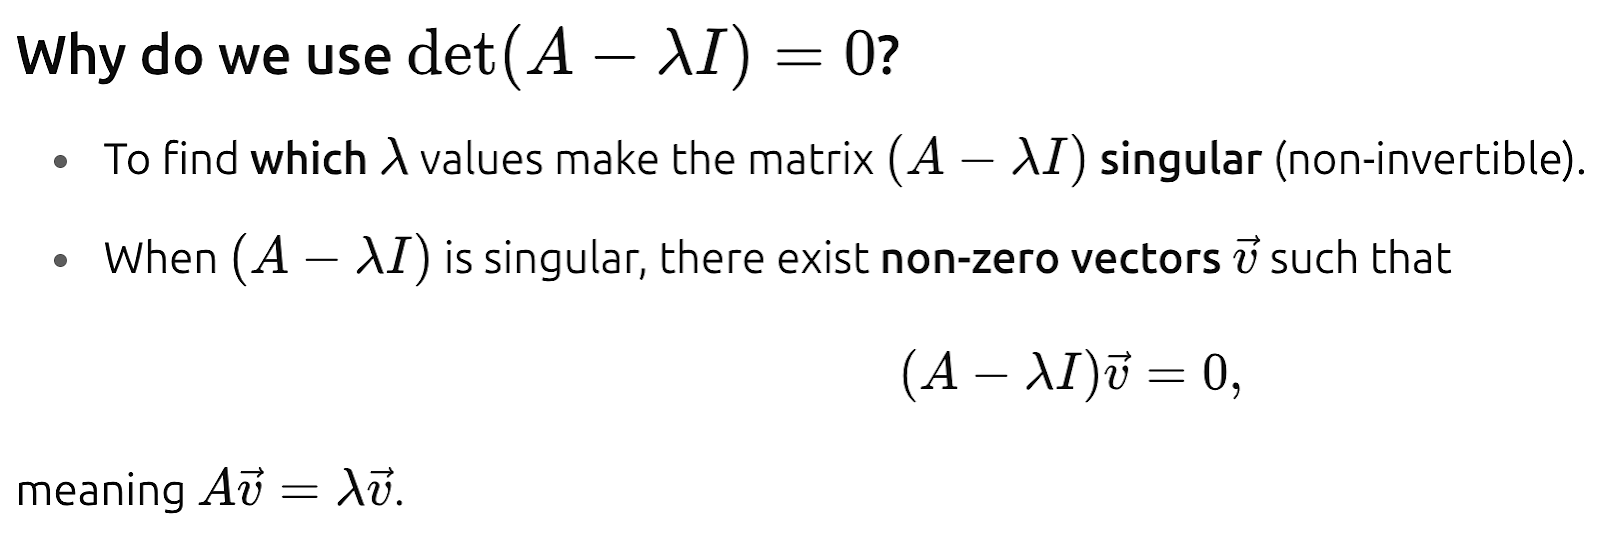 Why do we use det(A − λI) = 0?
• To find which λ values make the matrix (A − λI) singular (non-invertible).
• When (A − λI) is singular, there exist non-zero vectors v⃗ such that
(A − λI)v⃗ = 0,
meaning Av⃗ = λv⃗.